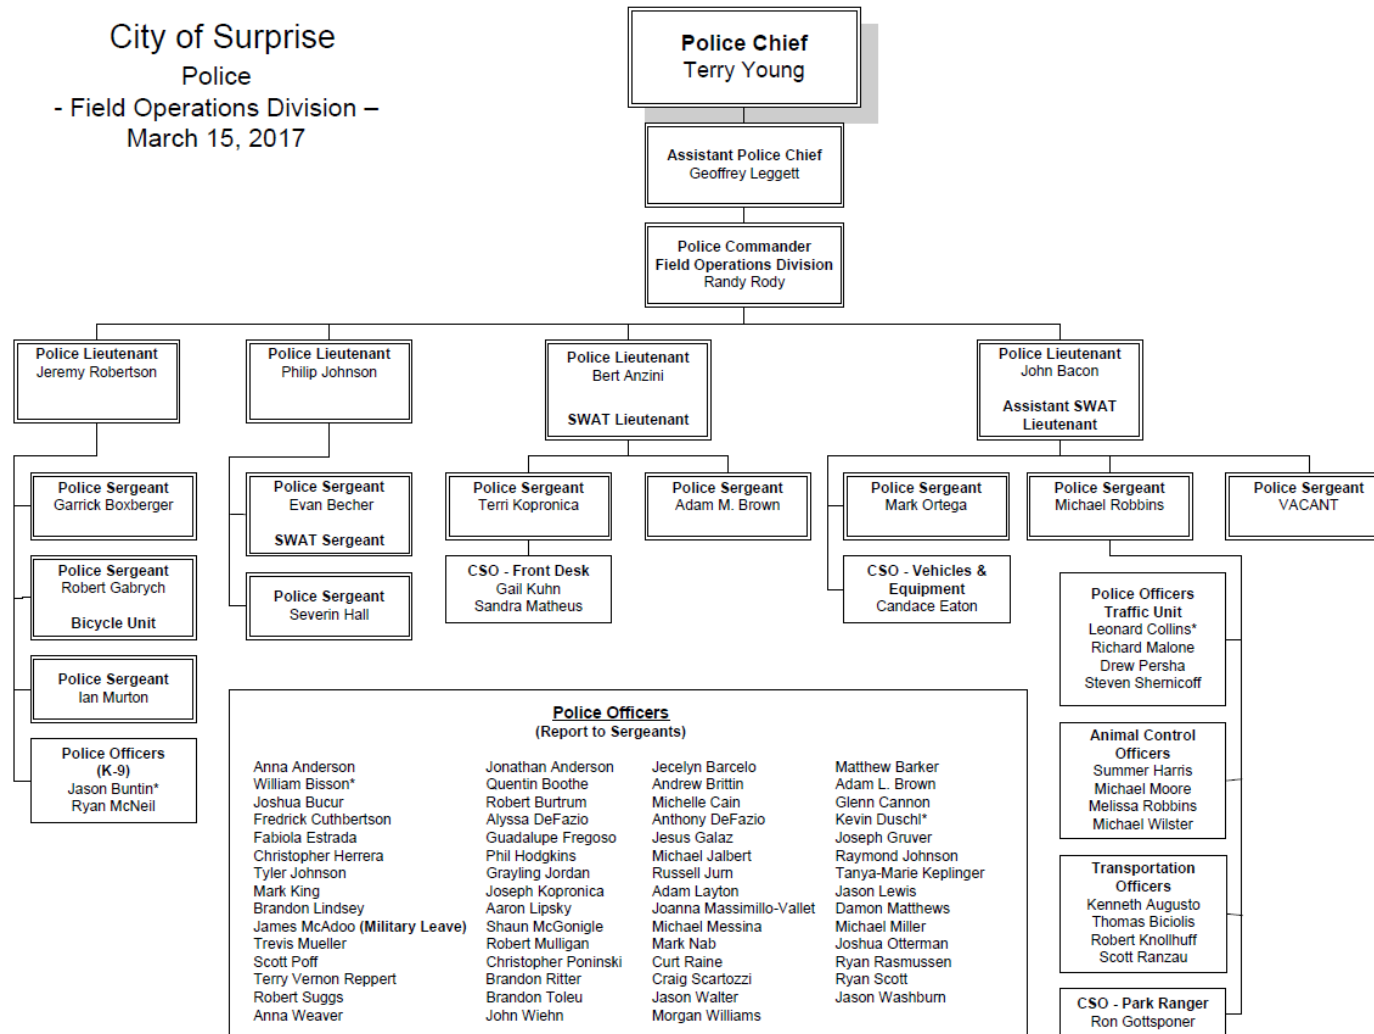 City of Surprise
Police
- Field Operations Division –
March 15, 2017
Police Chief
Terry Young
Assistant Police Chief
Geoffrey Leggett
Police Commander
Field Operations Division
Randy Rody
Police Lieutenant
Jeremy Robertson
Police Lieutenant
Philip Johnson
Police Lieutenant
Bert Anzini
SWAT Lieutenant
Police Lieutenant
John Bacon
Assistant SWAT
Lieutenant
Police Sergeant
Garrick Boxberger
Police Sergeant
Robert Gabrych
Bicycle Unit
Police Sergeant
Ian Murton
Police Officers
(K-9)
Jason Buntin*
Ryan McNeil
Police Sergeant
Evan Becher
SWAT Sergeant
Police Sergeant
Severin Hall
Police Sergeant
Terri Kopronica
CSO - Front Desk
Gail Kuhn
Sandra Matheus
Police Sergeant
Adam M. Brown
Police Sergeant
Mark Ortega
CSO - Vehicles &
Equipment
Candace Eaton
Police Sergeant
Michael Robbins
Police Sergeant
VACANT
Police Officers
Traffic Unit
Leonard Collins*
Richard Malone
Drew Persha
Steven Shernicoff
Animal Control
Officers
Summer Harris
Michael Moore
Melissa Robbins
Michael Wilster
Transportation
Officers
Kenneth Augusto
Thomas Biciolis
Robert Knollhuff
Scott Ranzau
CSO - Park Ranger
Ron Gottsponer
Police Officers
(Report to Sergeants)
Anna Anderson
William Bisson*
Joshua Bucur
Fredrick Cuthbertson
Fabiola Estrada
Christopher Herrera
Tyler Johnson
Mark King
Brandon Lindsey
James McAdoo (Military Leave)
Trevis Mueller
Scott Poff
Terry Vernon Reppert
Robert Suggs
Anna Weaver
Jonathan Anderson
Quentin Boothe
Robert Burtrum
Alyssa DeFazio
Guadalupe Fregoso
Phil Hodgkins
Grayling Jordan
Joseph Kopronica
Aaron Lipsky
Shaun McGonigle
Robert Mulligan
Christopher Poninski
Brandon Ritter
Brandon Toleu
John Wiehn
Jecelyn Barcelo
Andrew Brittin
Michelle Cain
Anthony DeFazio
Jesus Galaz
Michael Jalbert
Russell Jurn
Adam Layton
Joanna Massimillo-Vallet
Michael Messina
Mark Nab
Curt Raine
Craig Scartozzi
Jason Walter
Morgan Williams
Matthew Barker
Adam L. Brown
Glenn Cannon
Kevin Duschl*
Joseph Gruver
Raymond Johnson
Tanya-Marie Keplinger
Jason Lewis
Damon Matthews
Michael Miller
Joshua Otterman
Ryan Rasmussen
Ryan Scott
Jason Washburn